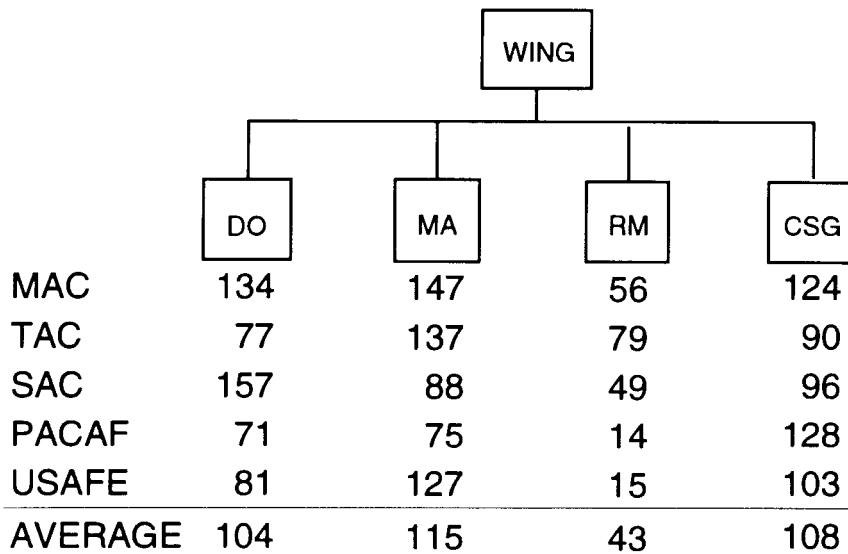 WING
DO MA RM CSG
MAC 134 147 56 124
TAC 77 137 79 90
SAC 157 88 49 96
PACAF 71 75 14 128
USAFE 81 127 15 103
AVERAGE 104 115 43 108